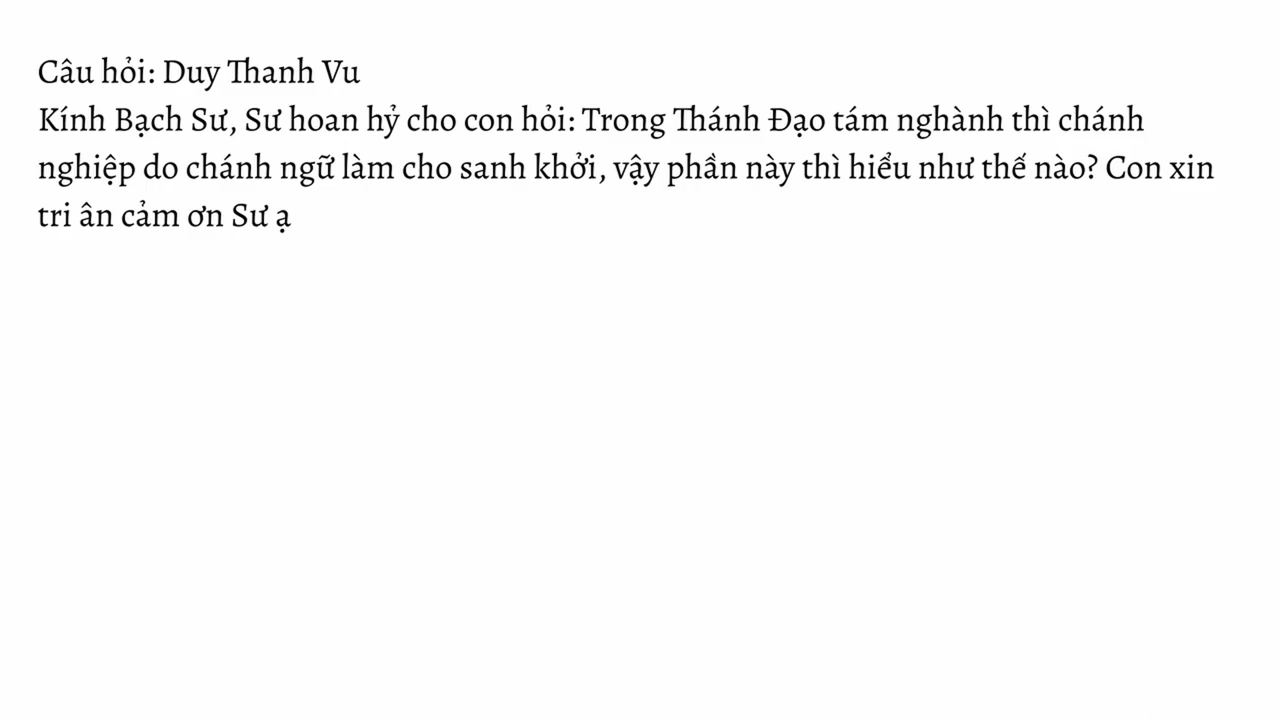 Câu hỏi: Duy Thanh Vu
Kính Bạch Sư, Sư hoan hỷ cho con hỏi: Trong Thánh Đạo tám nghành thì chánh
nghiệp do chánh ngữ làm cho sanh khởi, vậy phần này thì hiểu như thế nào? Con xin
tri ân cảm ơn Sư ạ